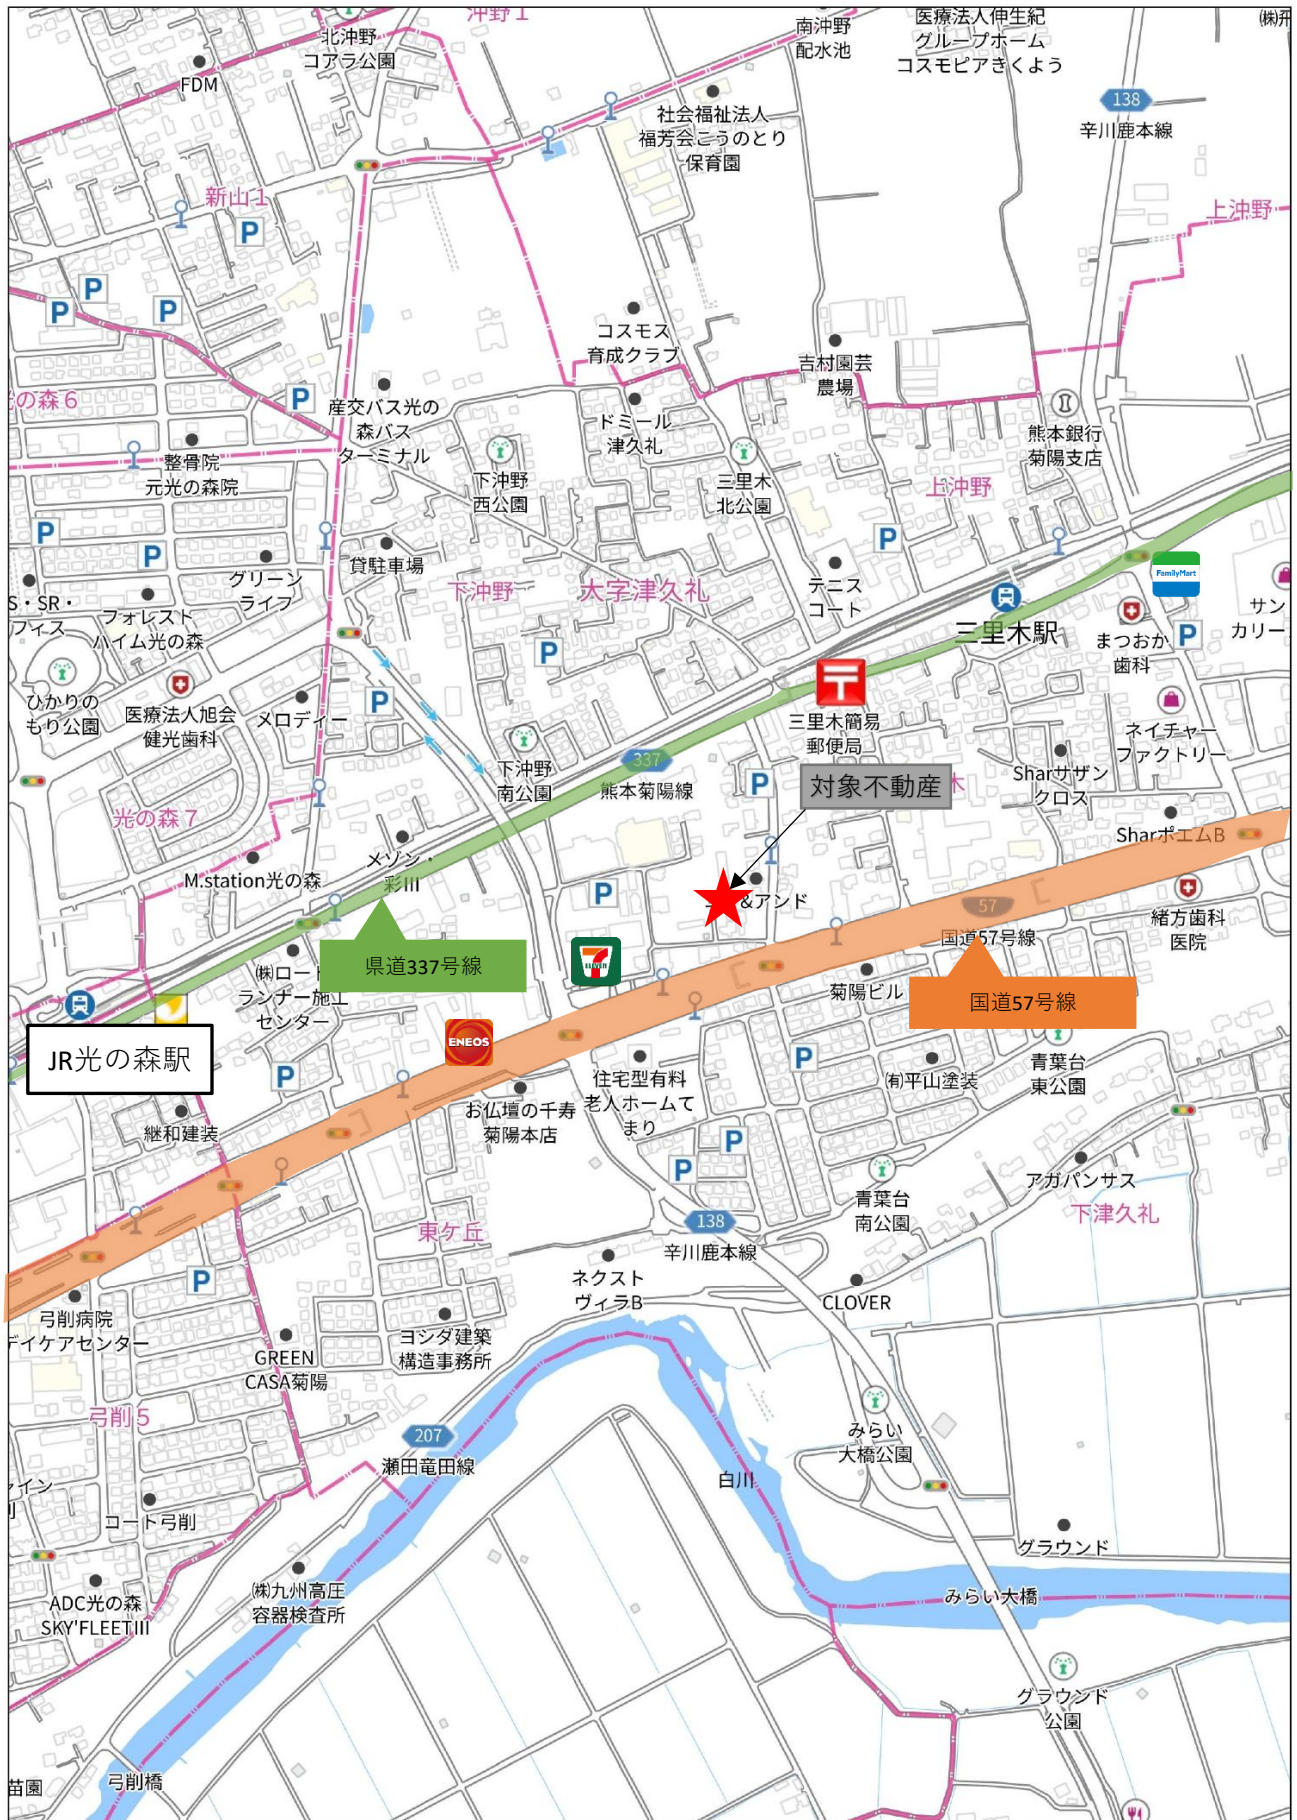 沖野1
北沖野
コアラ公園
FDM
南沖野
配水池
医療法人伸生紀
グループホーム
コスモピアきくよう
138
辛川鹿本線
社会福祉法人
福芳会こうのとり
保育園
新山1
P
上沖野
P
P
P
コスモス
育成クラブ
吉村園芸
農場
の森6
P
産交バス光の
森バス
ターミナル
ドミール
津久礼
熊本銀行
菊陽支店
整骨院
元光の森院
下沖野
西公園
三里木
北公園
上沖野
P
P
P
貸駐車場
グリーン
ライフ
下沖野
大字津久礼
テニス
コート
FamilyMart
S・SR・
フィス
フォレスト
ハイム光の森
三里木駅
まつおか
歯科
P
サン
カリー
P
ひかりの
もり公園
医療法人旭会
健光歯科
メロディー
P
三里木簡易
郵便局
ネイチャー
ファクトリー
下沖野
南公園
337
熊本菊陽線
P
対象不動産
木
Sharサザン
クロス
光の森7
SharポエムB
M.station光の森
メゾン・
彩III
P
&アンド
57
国道57号線
緒方歯科
医院
県道337号線
ELEVEN
㈱ロード
ランナー施工
センター
菊陽ビル
国道57号線
JR光の森駅
ENEOS
P
P
住宅型有料
老人ホームて
まり
㈲平山塗装
青葉台
東公園
継和建装
お仏壇の千寿
菊陽本店
P
P
アガパンサス
青葉台
南公園
下津久礼
東ケ丘
138
辛川鹿本線
P
ネクスト
ヴィラB
CLOVER
弓削病院
デイケアセンター
GREEN
CASA菊陽
ヨシダ建築
構造事務所
弓削5
みらい
大橋公園
207
瀬田竜田線
白川
コート弓削
グラウンド
ADC光の森
SKY'FLEETIII
㈱九州高圧
容器検査所
みらい大橋
グラウンド
公園
苗園
弓削橋